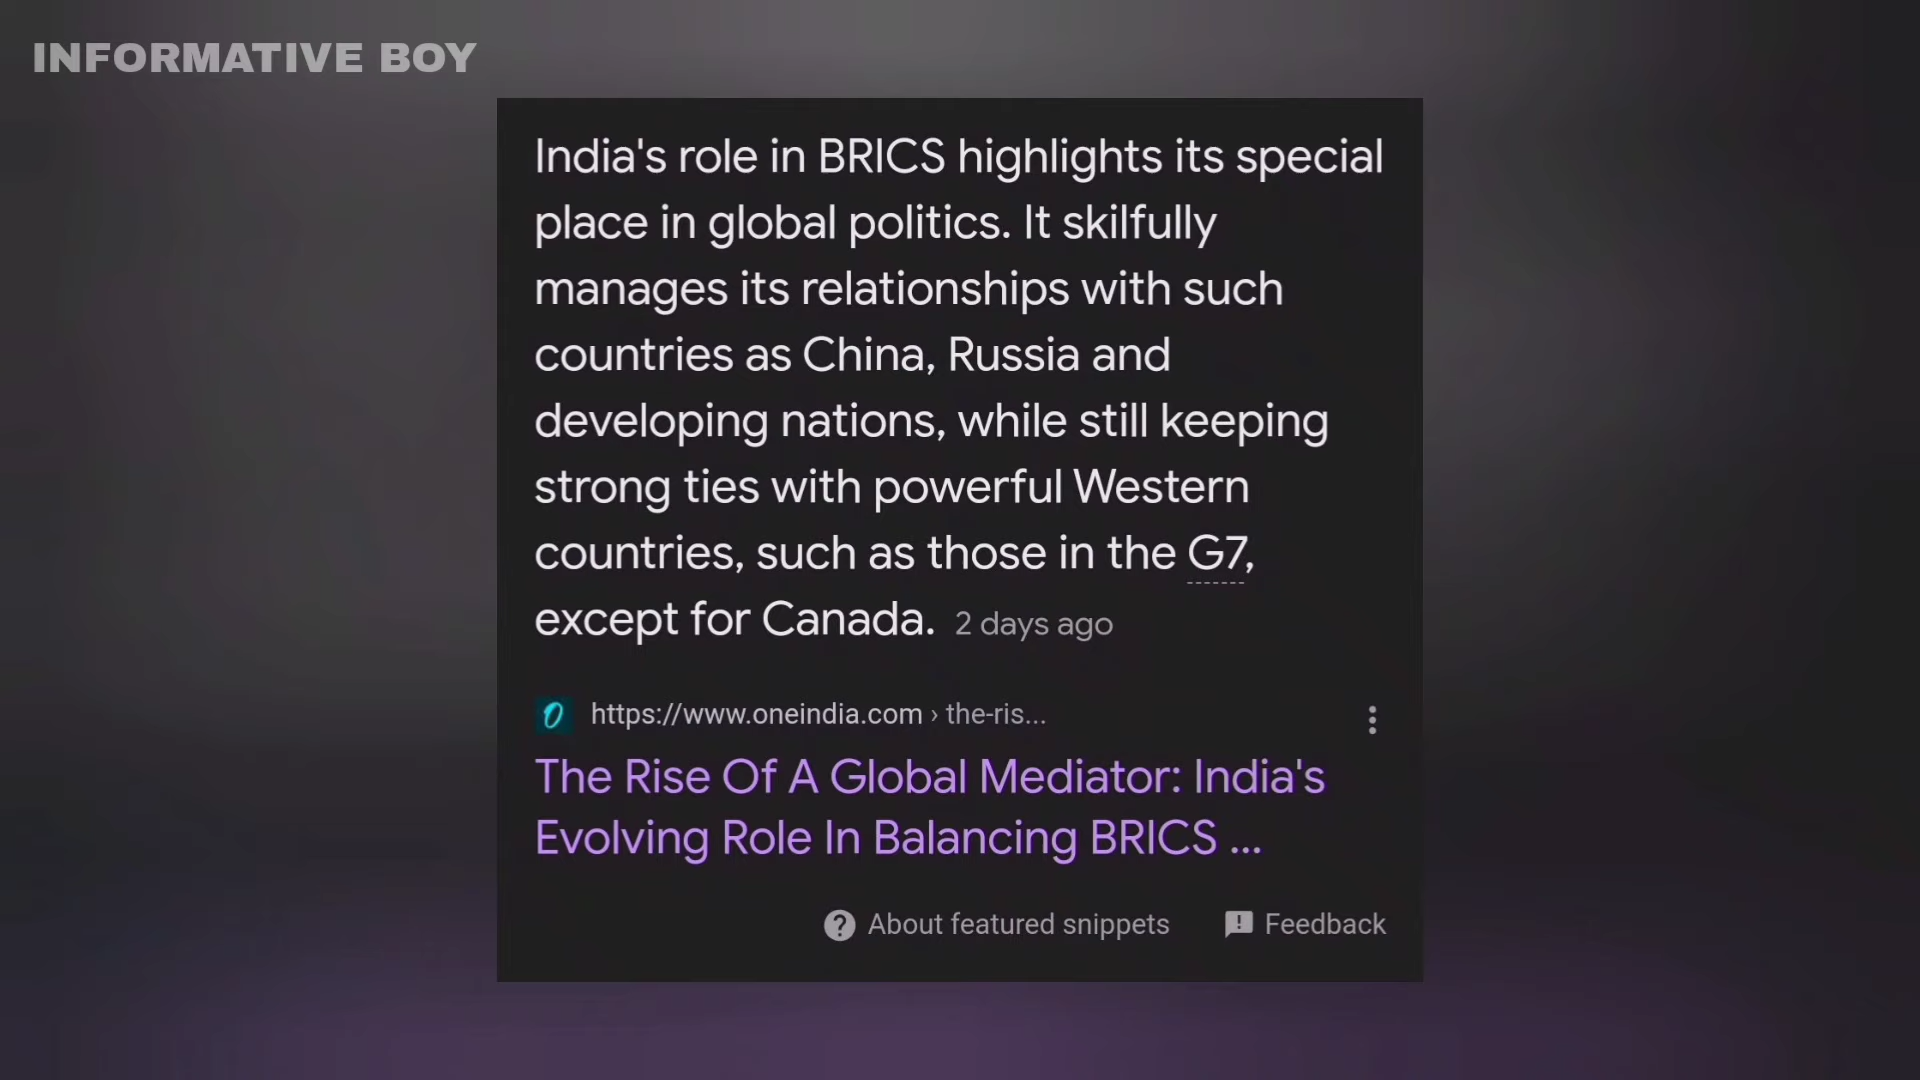 INFORMATIVE BOY
India's role in BRICS highlights its special
place in global politics. It skilfully
manages its relationships with such
countries as China, Russia and
developing nations, while still keeping
strong ties with powerful Western
countries, such as those in the G7,
except for Canada. 2 days ago
https://www.oneindia.com › the-ris...
The Rise Of A Global Mediator: India's
Evolving Role In Balancing BRICS ...
About featured snippets Feedback